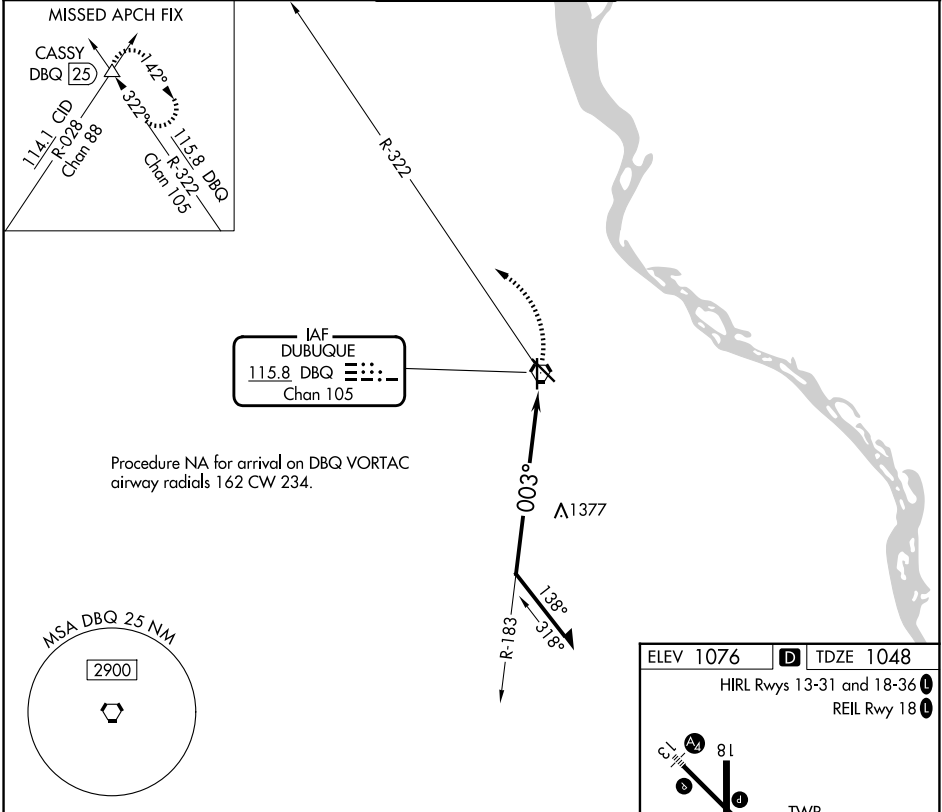 MISSED APCH FIX
CASSY
DBQ 25
142°
322°
114.1 CID
R-028
Chan 88
115.8 DBQ
R-322
Chan 105
R-322
IAF
DUBUQUE
115.8 DBQ
Chan 105
Procedure NA for arrival on DBQ VORTAC
airway radials 162 CW 234.
003°
1377
138°
318°
R-183
MSA DBQ 25 NM
2900
ELEV 1076 D TDZE 1048
HIRL Rwys 13-31 and 18-36 L
REIL Rwy 18 L
13
A4
18
P
P
TWR